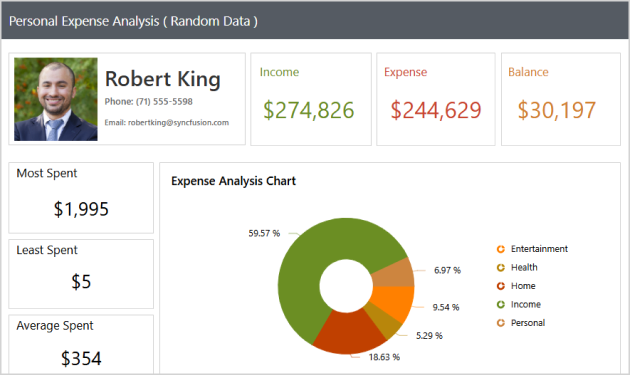 Personal Expense Analysis ( Random Data )
Robert King
Phone: (71) 555-5598
Email: robertking@syncfusion.com
Income
$274,826
Expense
$244,629
Balance
$30,197
Most Spent
$1,995
Least Spent
$5
Average Spent
$354
Expense Analysis Chart
59.57 %
6.97 %
9.54 %
5.29 %
18.63 %
Entertainment
Health
Home
Income
Personal